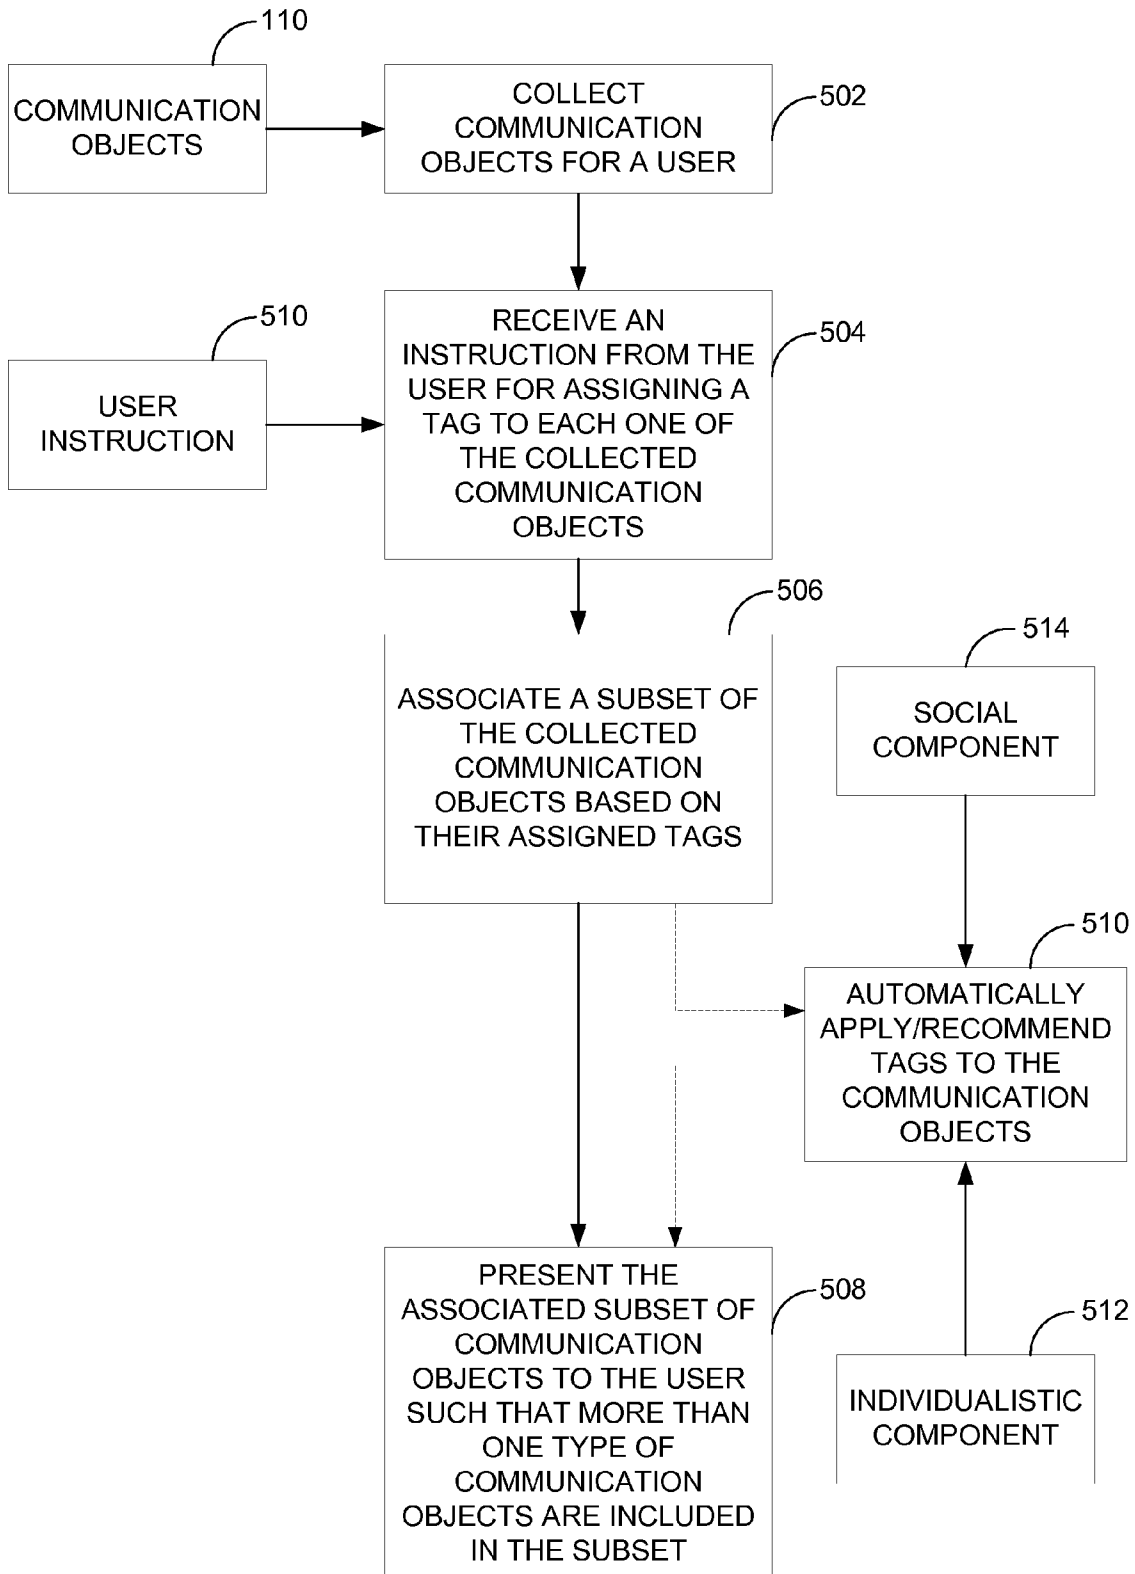 110
COMMUNICATION
OBJECTS
COLLECT
COMMUNICATION
OBJECTS FOR A USER
502
510
USER
INSTRUCTION
RECEIVE AN
INSTRUCTION FROM THE
USER FOR ASSIGNING A
TAG TO EACH ONE OF
THE COLLECTED
COMMUNICATION
OBJECTS
504
506
ASSOCIATE A SUBSET OF
THE COLLECTED
COMMUNICATION
OBJECTS BASED ON
THEIR ASSIGNED TAGS
514
SOCIAL
COMPONENT
510
AUTOMATICALLY
APPLY/RECOMMEND
TAGS TO THE
COMMUNICATION
OBJECTS
PRESENT THE
ASSOCIATED SUBSET OF
COMMUNICATION
OBJECTS TO THE USER
SUCH THAT MORE THAN
ONE TYPE OF
COMMUNICATION
OBJECTS ARE INCLUDED
IN THE SUBSET
508
512
INDIVIDUALISTIC
COMPONENT